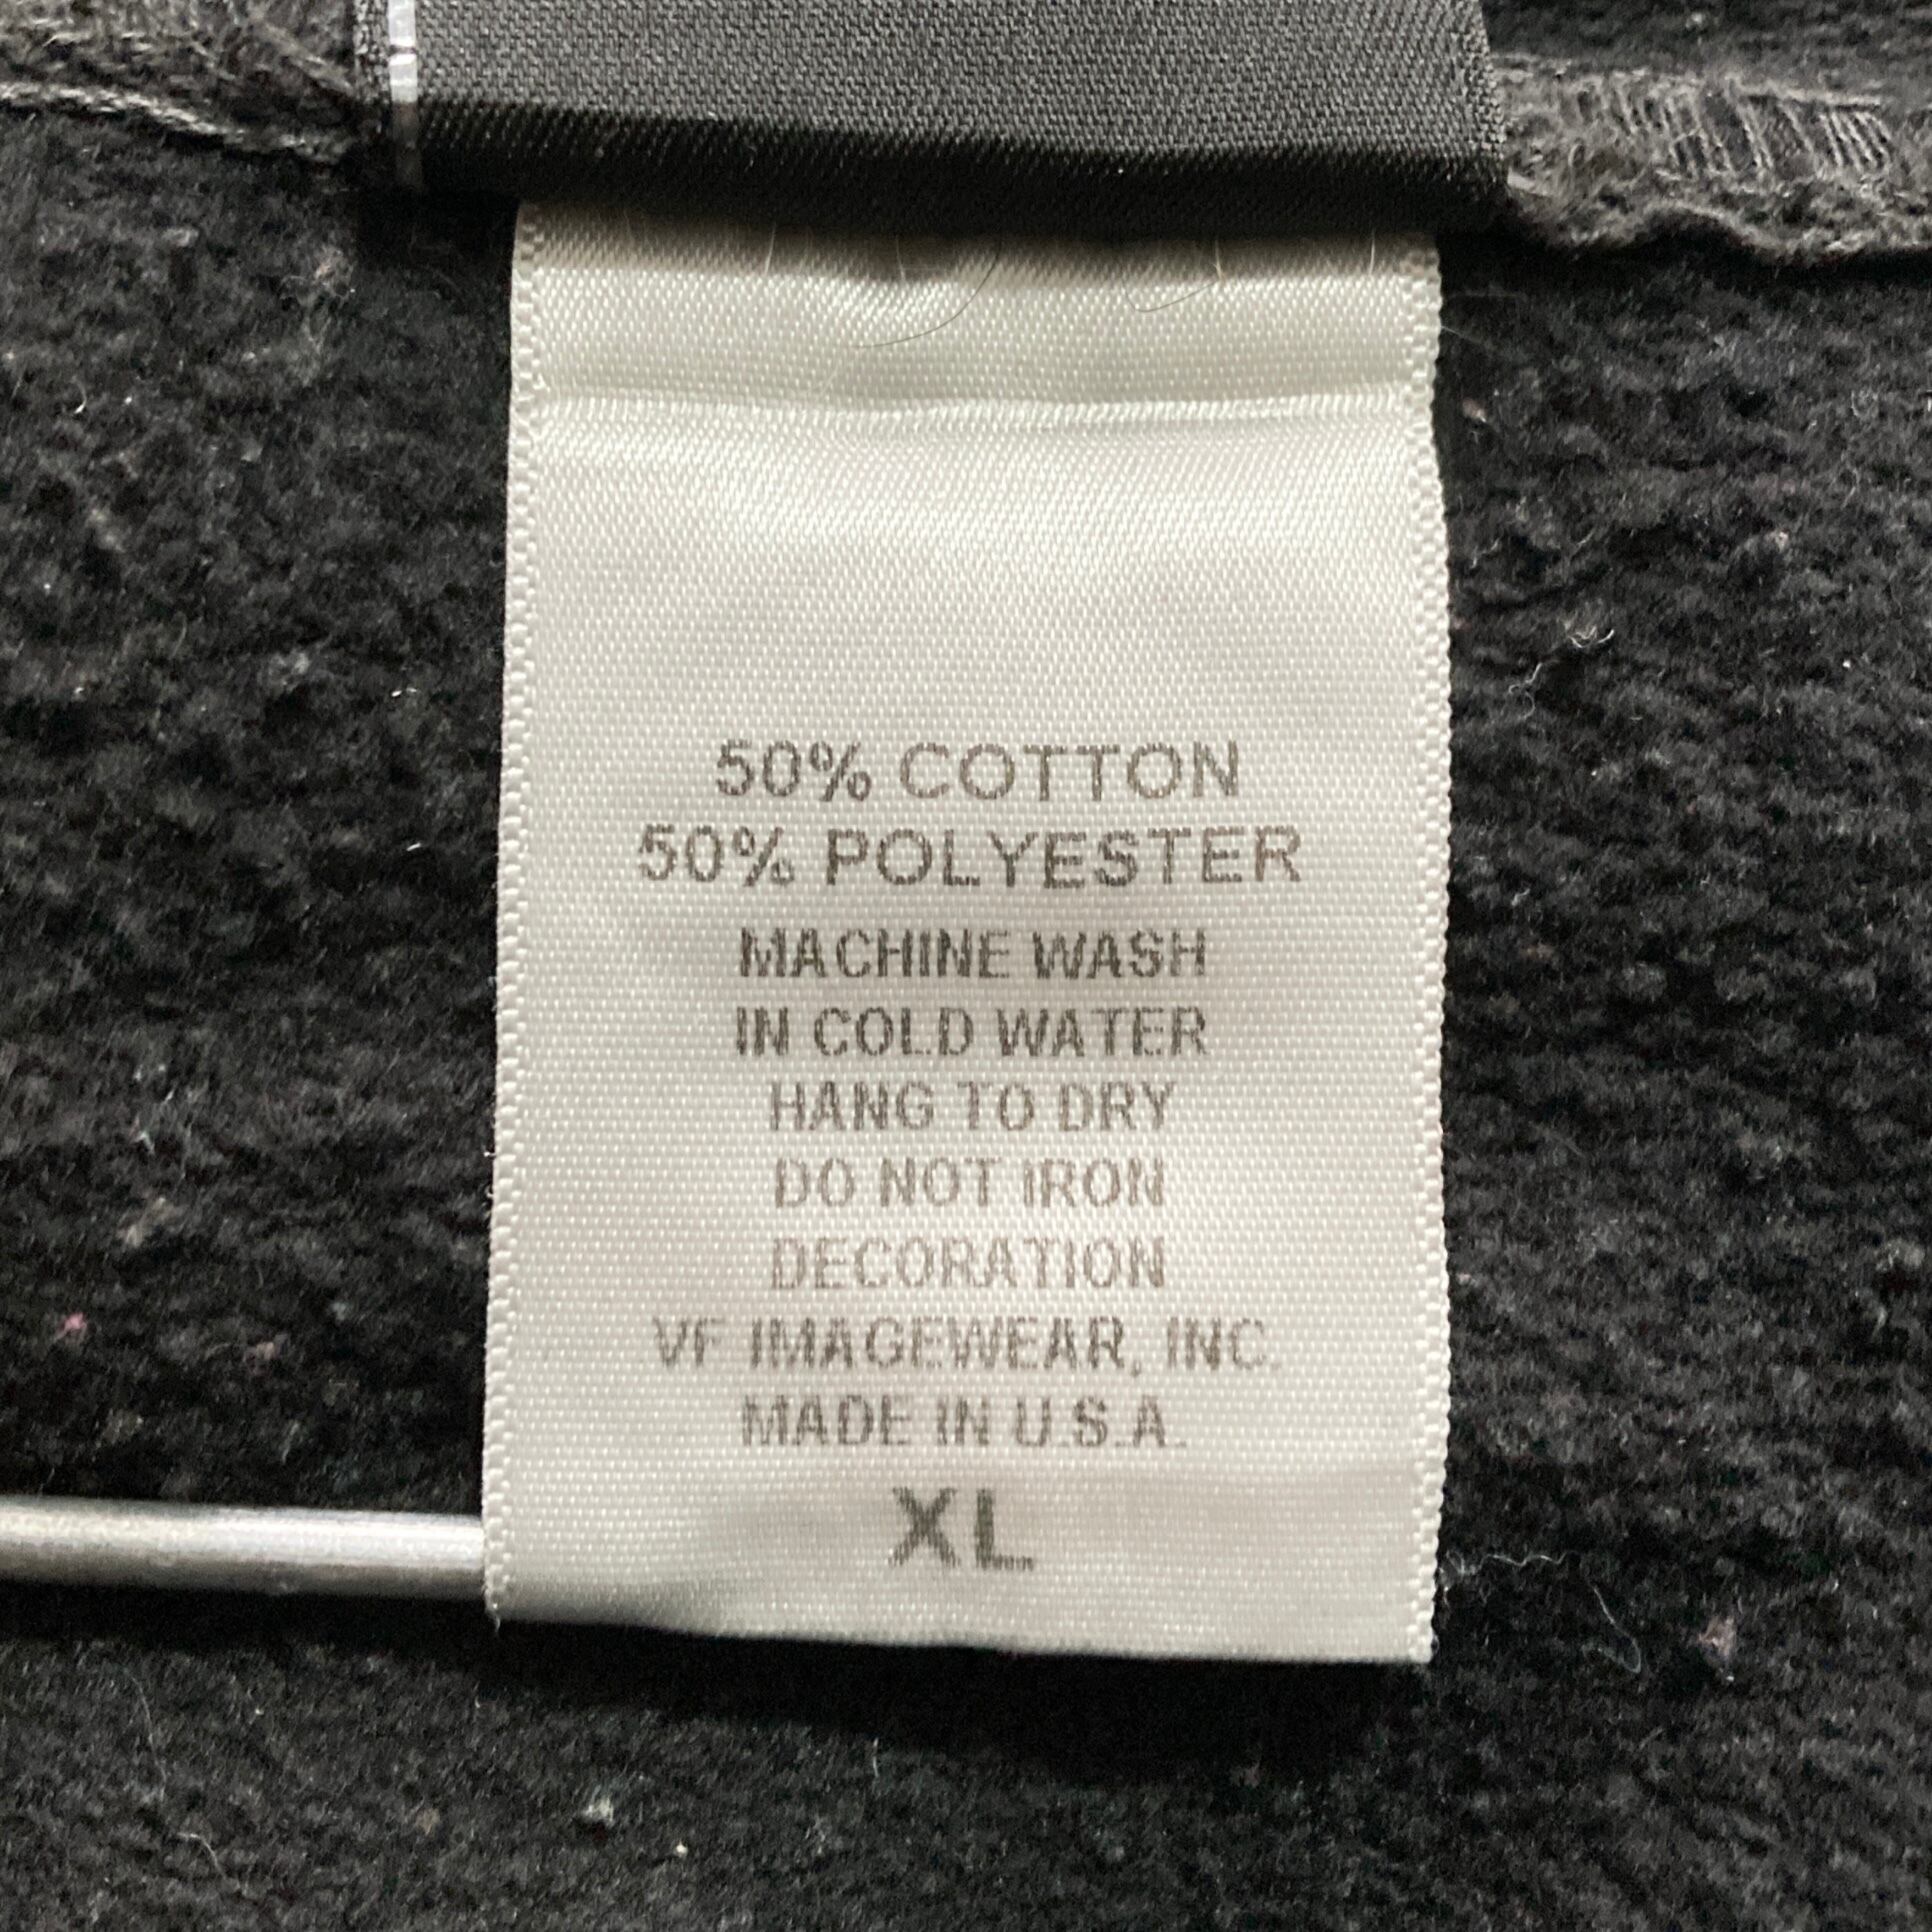 50% COTTON
50% POLYESTER
MACHINE WASH
IN COLD WATER
HANG TO DRY
DO NOT IRON
DECORATION
VF IMAGEWEAR, INC.
MADE IN U.S.A.
XL